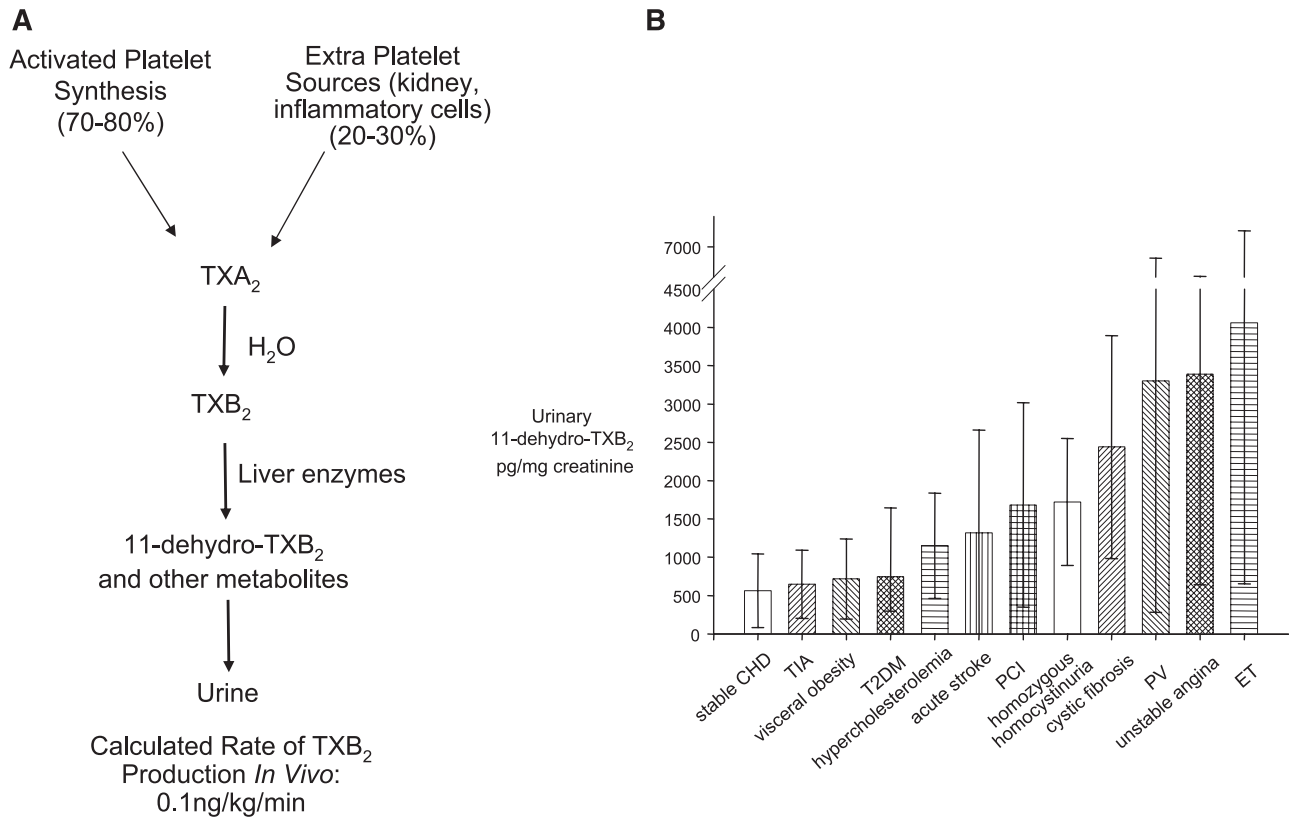 A
Activated Platelet
Synthesis
(70-80%)
Extra Platelet
Sources (kidney,
inflammatory cells)
(20-30%)
TXA₂
H₂O
TXB₂
Liver enzymes
11-dehydro-TXB₂
and other metabolites
Urine
Calculated Rate of TXB₂
Production In Vivo:
0.1ng/kg/min
B
Urinary
11-dehydro-TXB₂
pg/mg creatinine
7000
4500
4000
3500
3000
2500
2000
1500
1000
500
0
stable CHD
TIA
visceral obesity
T2DM
hypercholesterolemia
acute stroke
PCI
homozygous
homocystinuria
cystic fibrosis
PV
unstable angina
ET